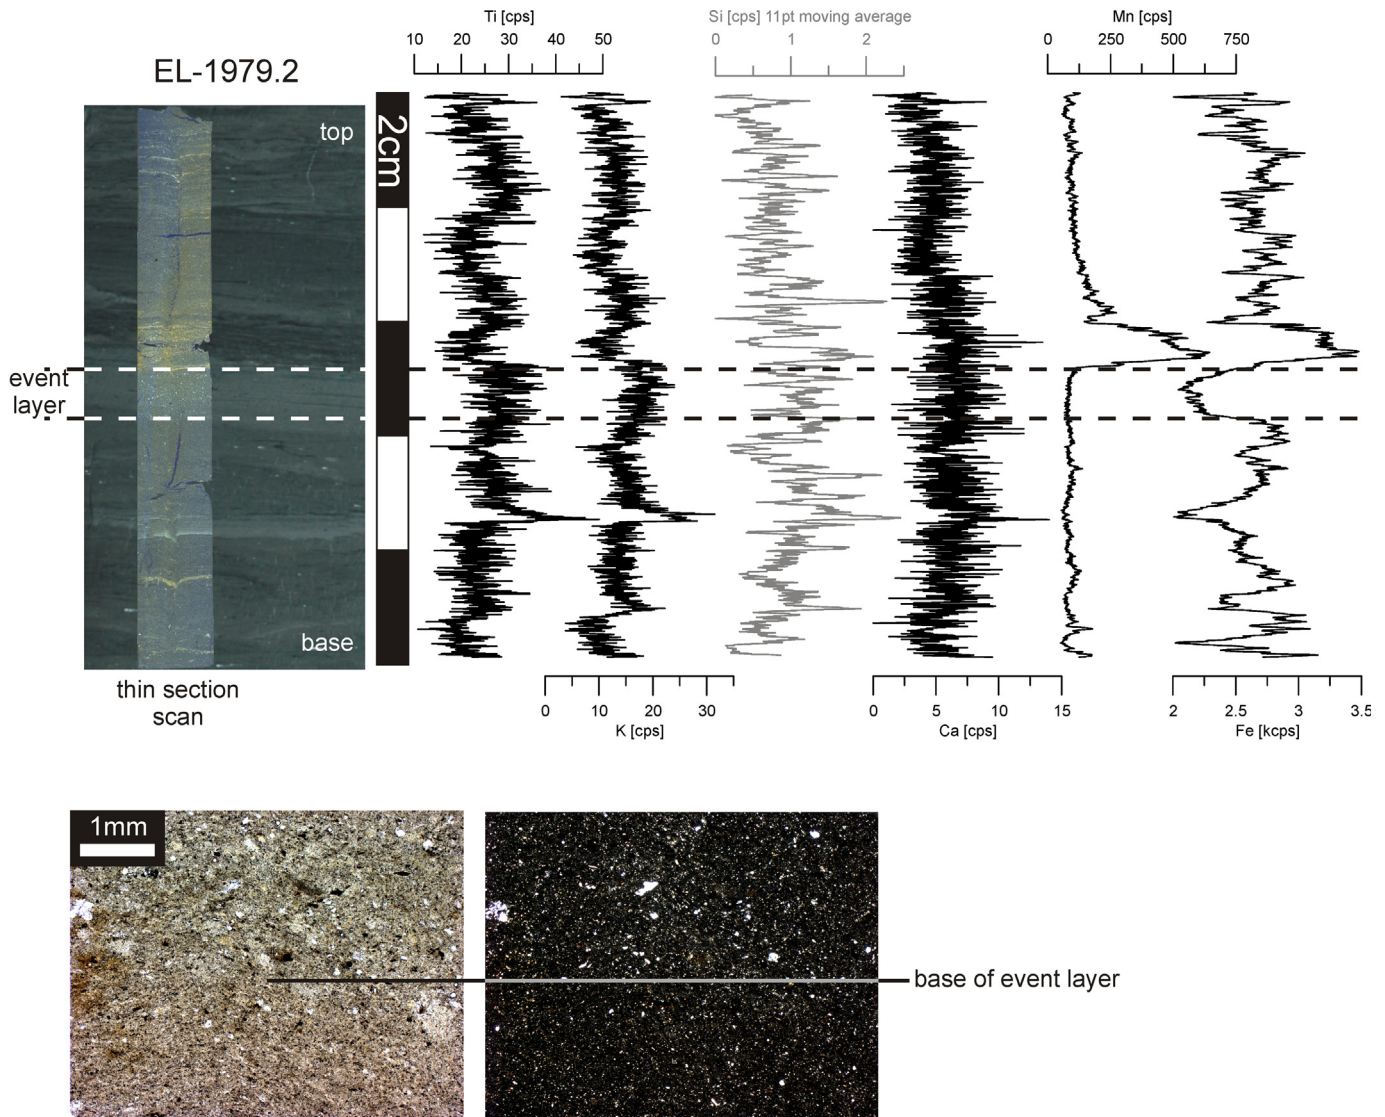 Ti [cps]
10 20 30 40 50
Si [cps] 11pt moving average
0 1 2
Mn [cps]
0 250 500 750
EL-1979.2
top
2cm
event
layer
base
thin section
scan
0 10 20 30
K [cps]
0 5 10 15
Ca [cps]
2 2.5 3 3.5
Fe [kcps]
1mm
base of event layer